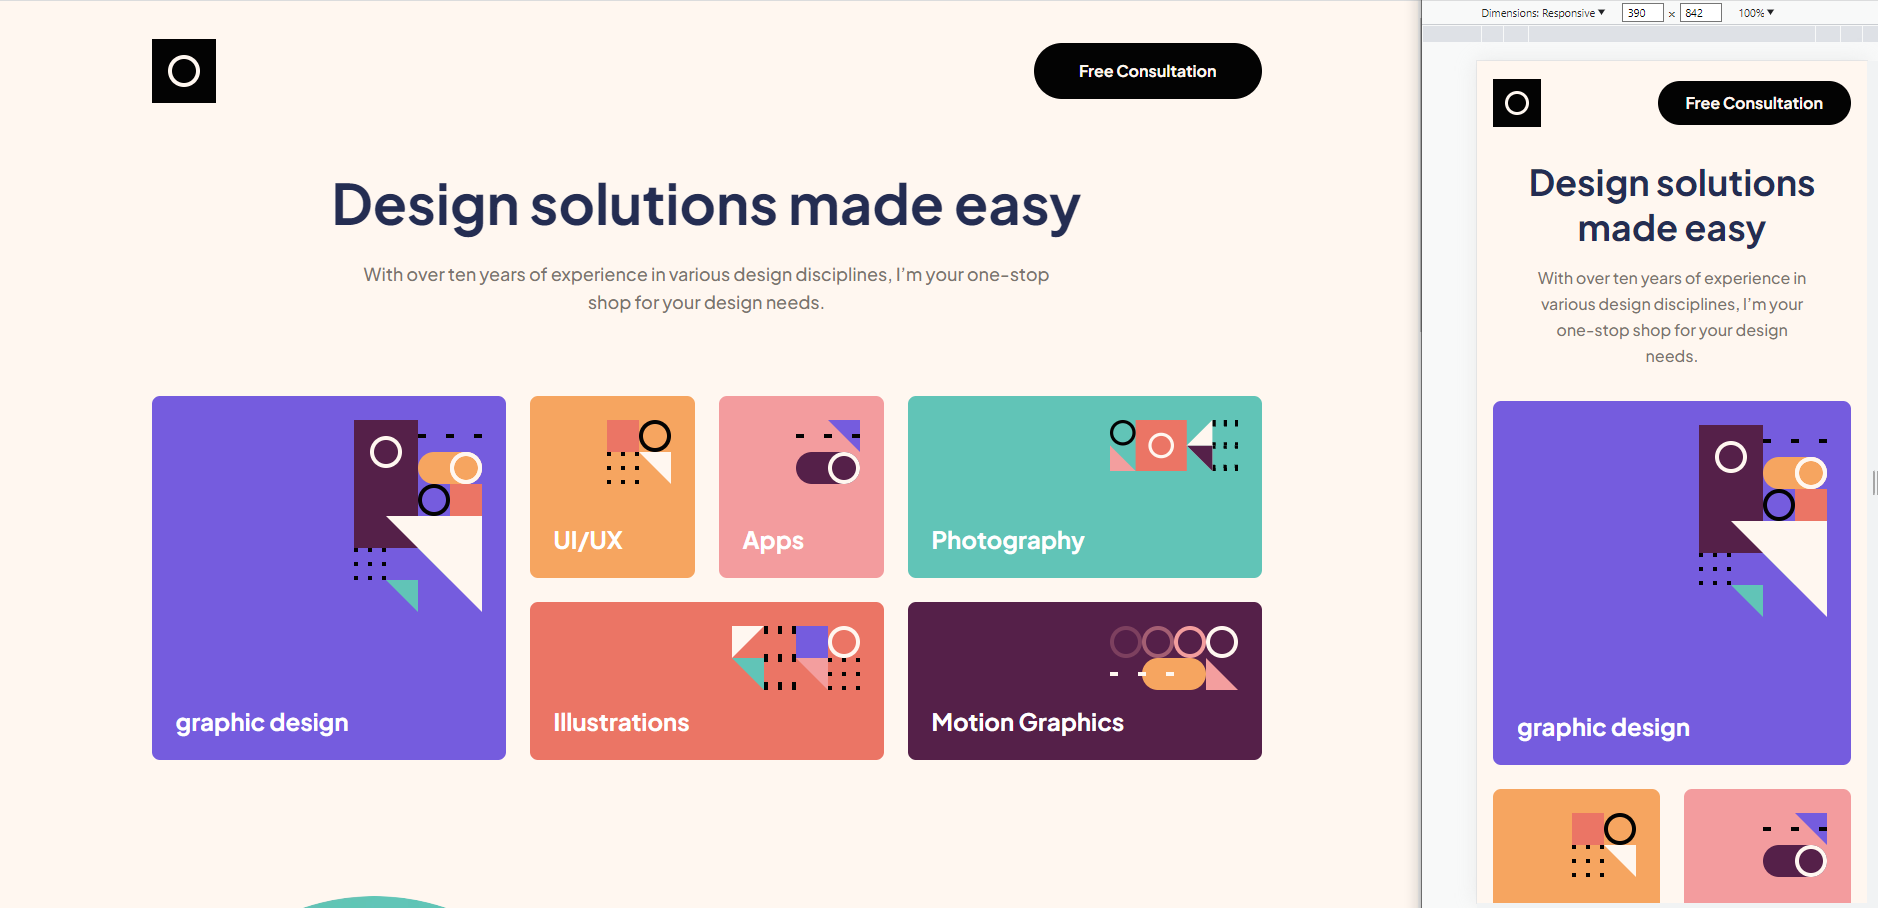 Dimensions: Responsive ▼ 390 × 842 100% ▼
Free Consultation
Design solutions made easy
With over ten years of experience in various design disciplines, I’m your one-stop
shop for your design needs.
graphic design
UI/UX
Apps
Photography
Illustrations
Motion Graphics
Free Consultation
Design solutions
made easy
With over ten years of experience in
various design disciplines, I’m your
one-stop shop for your design
needs.
graphic design